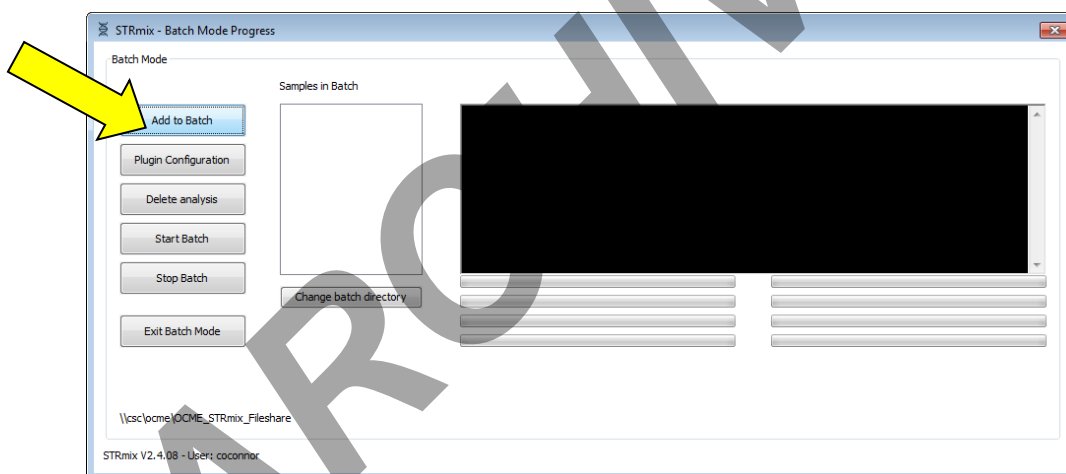 STRmix - Batch Mode Progress
Batch Mode
Samples in Batch
Add to Batch
Plugin Configuration
Delete analysis
Start Batch
Stop Batch
Change batch directory
Exit Batch Mode
\\csc\ocme\OCME_STRmix_Fileshare
STRmix V2.4.08 - User: coconnor
ARCHIV